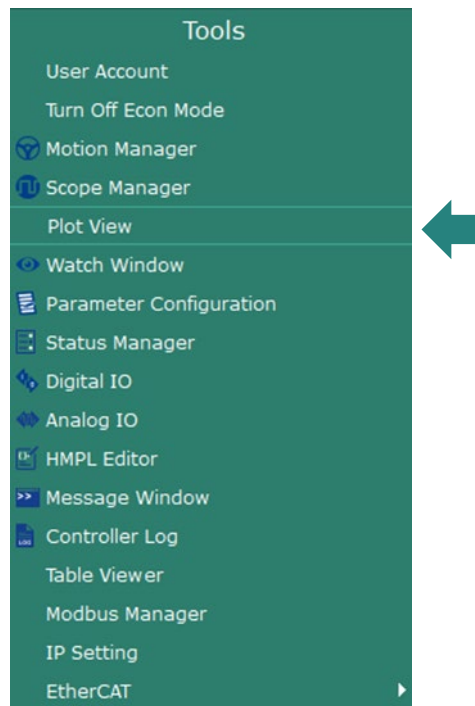 Tools
User Account
Turn Off Econ Mode
Motion Manager
Scope Manager
Plot View
Watch Window
Parameter Configuration
Status Manager
Digital IO
Analog IO
HMPL Editor
>> Message Window
LOG Controller Log
Table Viewer
Modbus Manager
IP Setting
EtherCAT